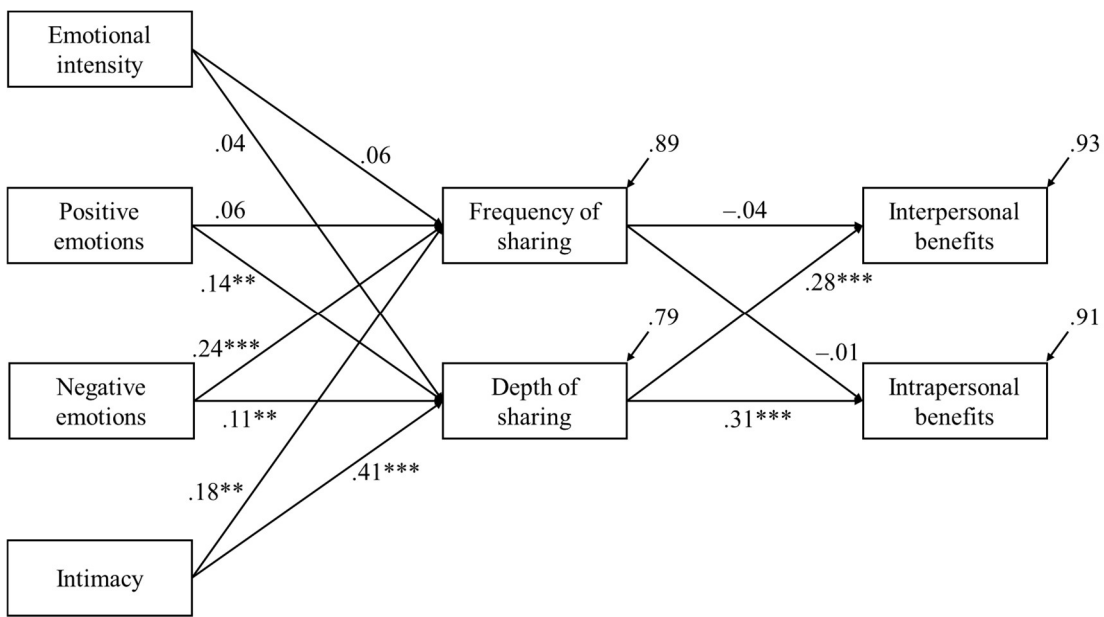 Emotional
intensity
.04
.06
.89
.93
Positive
emotions
.06
Frequency of
sharing
–.04
Interpersonal
benefits
.14**
.28***
.24***
.79
–.01
.91
Negative
emotions
.11**
Depth of
sharing
.31***
Intrapersonal
benefits
.18**
.41***
Intimacy